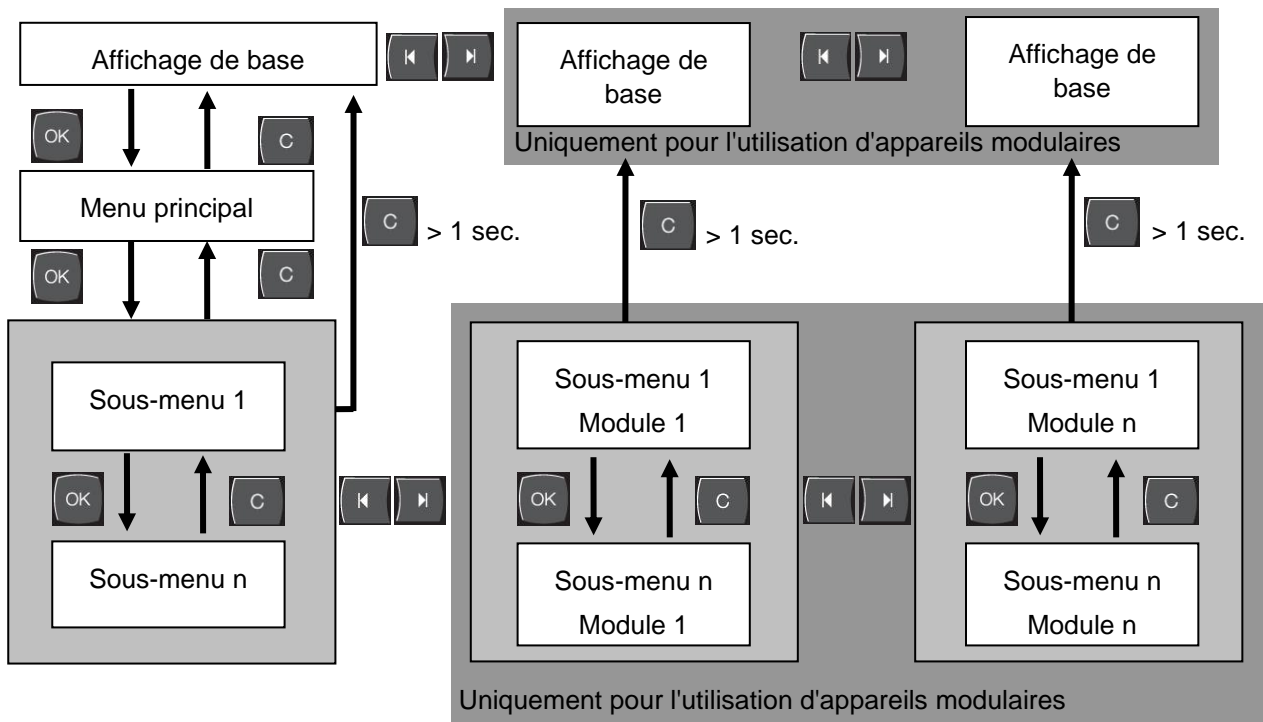 Affichage de base
Affichage de
base
Affichage de
base
Uniquement pour l'utilisation d'appareils modulaires
OK
C
Menu principal
C
> 1 sec.
C
> 1 sec.
C
> 1 sec.
OK
C
Sous-menu 1
OK
C
Sous-menu n
Sous-menu 1
Module 1
OK
C
Sous-menu n
Module 1
Sous-menu 1
Module n
OK
C
Sous-menu n
Module n
Uniquement pour l'utilisation d'appareils modulaires